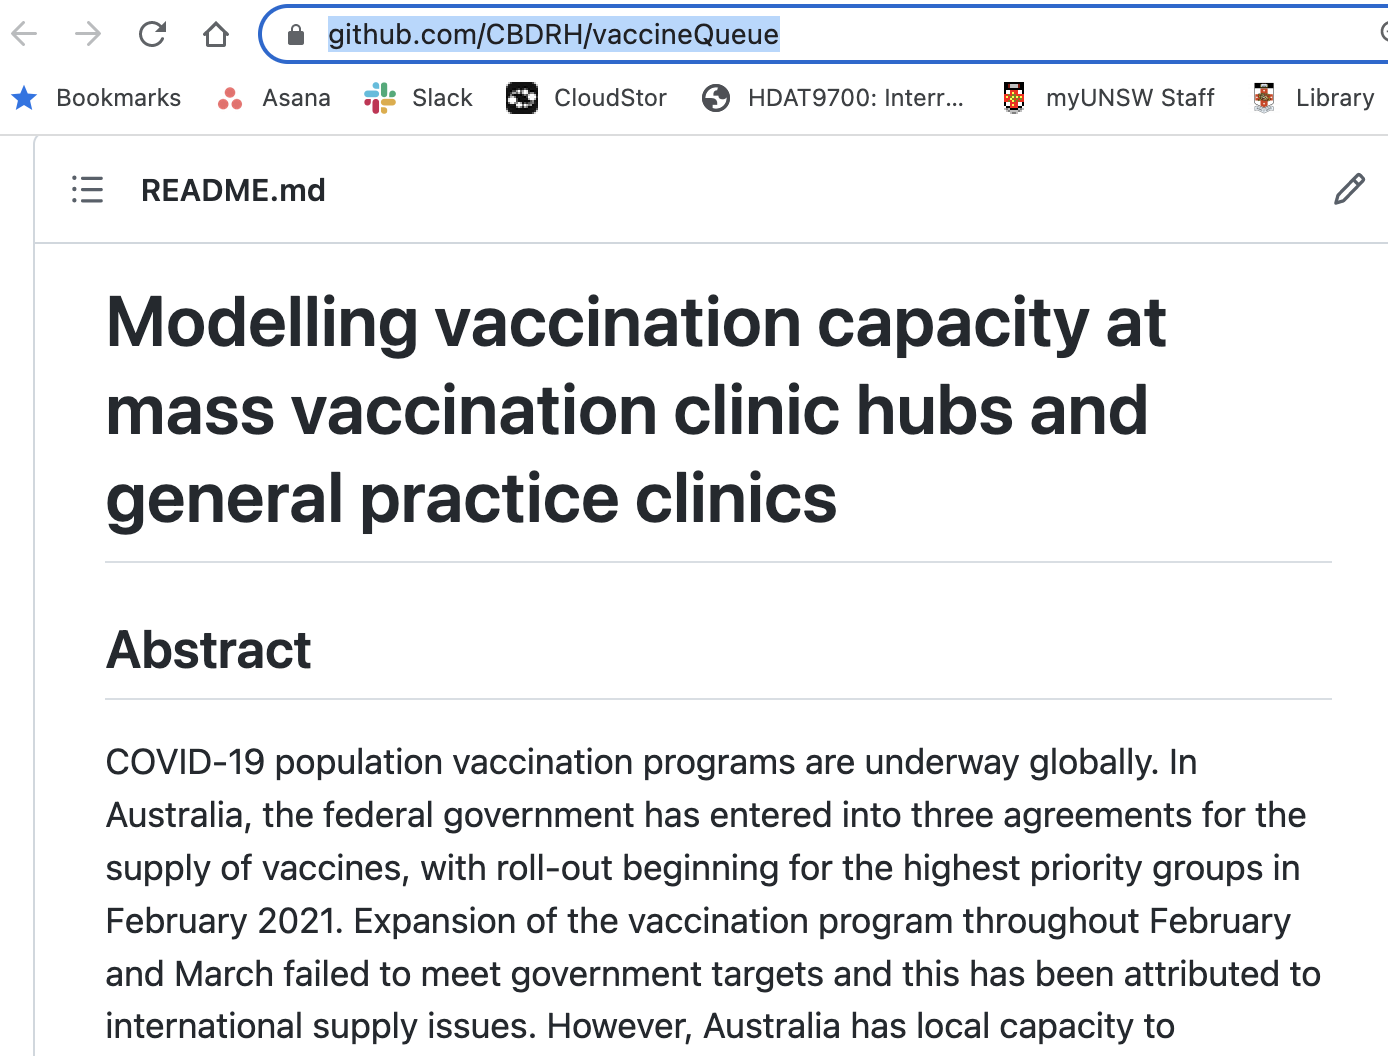 github.com/CBDRH/vaccineQueue
Bookmarks Asana Slack CloudStor HDAT9700: Interr... myUNSW Staff Library
README.md
Modelling vaccination capacity at
mass vaccination clinic hubs and
general practice clinics
Abstract
COVID-19 population vaccination programs are underway globally. In
Australia, the federal government has entered into three agreements for the
supply of vaccines, with roll-out beginning for the highest priority groups in
February 2021. Expansion of the vaccination program throughout February
and March failed to meet government targets and this has been attributed to
international supply issues. However, Australia has local capacity to